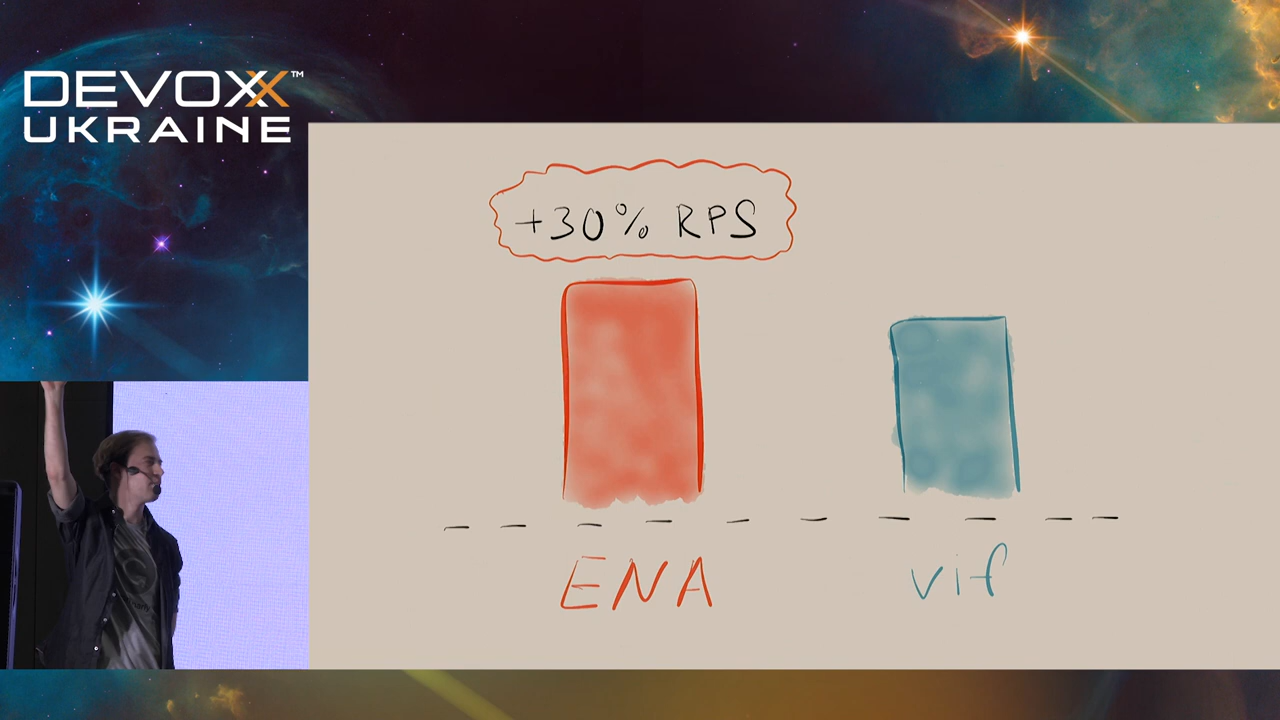 DEVOXX™
UKRAINE
+30% RPS
ENA
vif